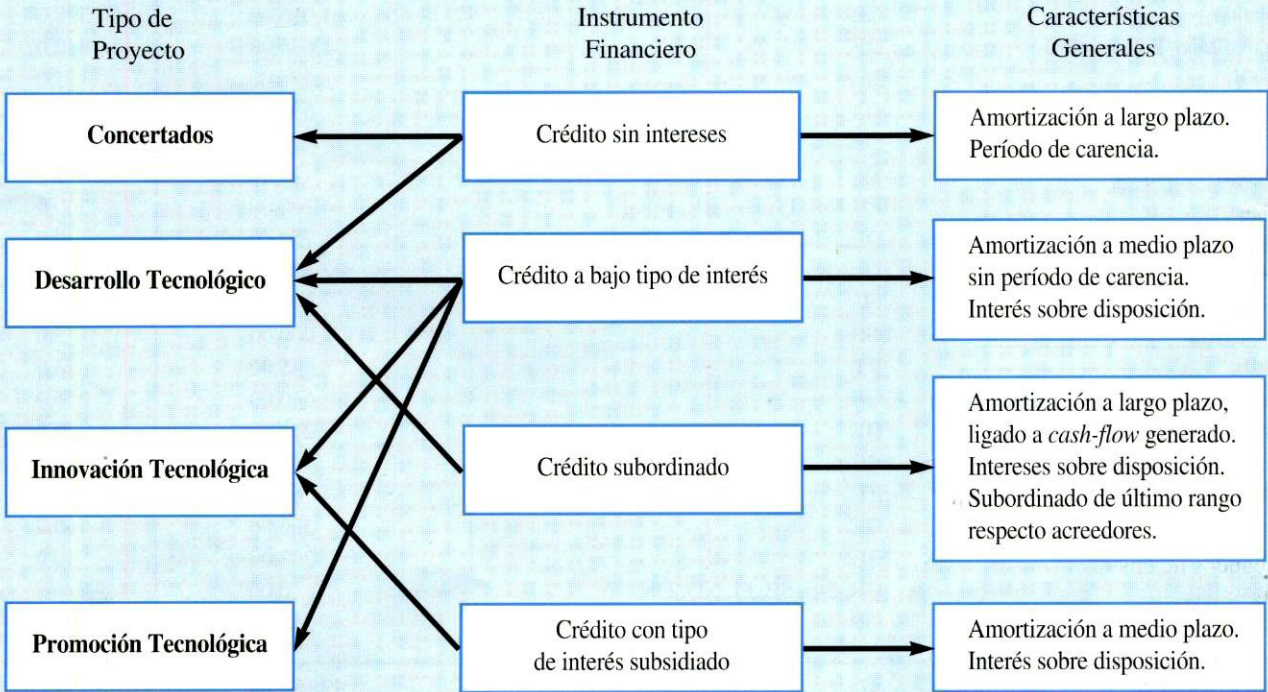 Tipo de
Proyecto
Instrumento
Financiero
Características
Generales
Concertados
Crédito sin intereses
Amortización a largo plazo.
Período de carencia.
Desarrollo Tecnológico
Crédito a bajo tipo de interés
Amortización a medio plazo
sin período de carencia.
Interés sobre disposición.
Innovación Tecnológica
Crédito subordinado
Amortización a largo plazo,
ligado a cash-flow generado.
Intereses sobre disposición.
Subordinado de último rango
respecto acreedores.
Promoción Tecnológica
Crédito con tipo
de interés subsidiado
Amortización a medio plazo.
Interés sobre disposición.